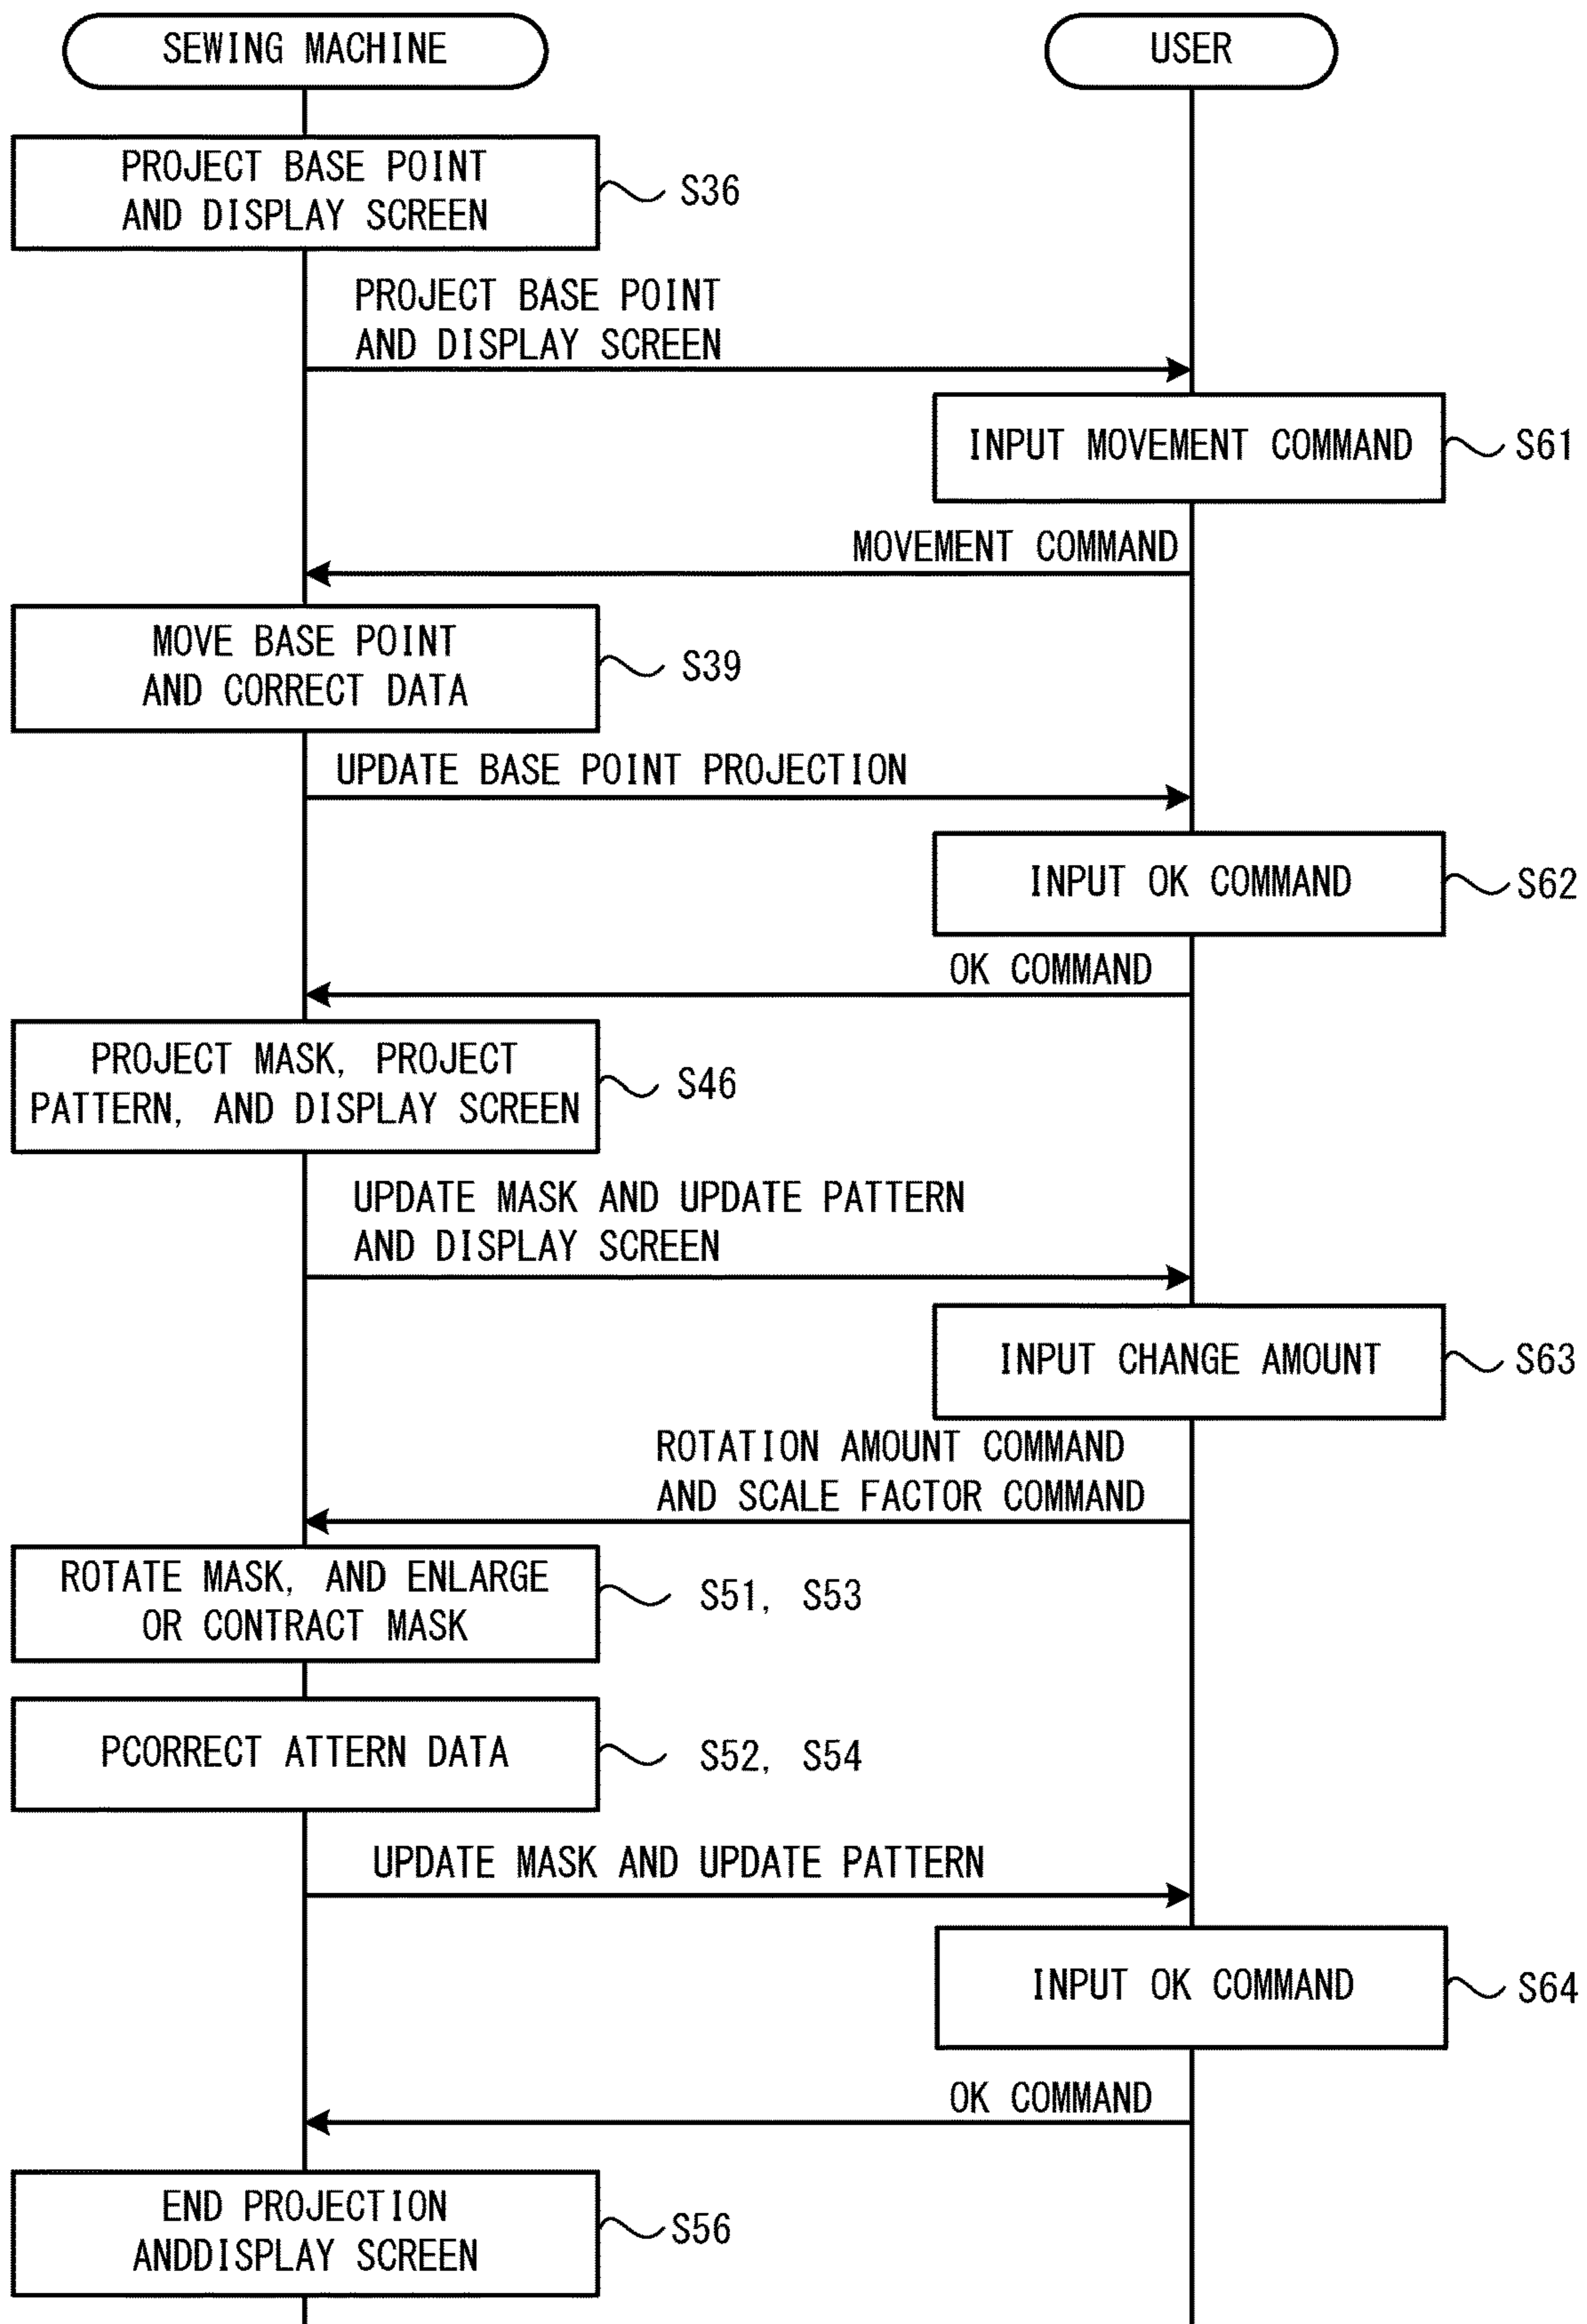 SEWING MACHINE
USER
PROJECT BASE POINT
AND DISPLAY SCREEN
S36
PROJECT BASE POINT
AND DISPLAY SCREEN
INPUT MOVEMENT COMMAND
S61
MOVEMENT COMMAND
MOVE BASE POINT
AND CORRECT DATA
S39
UPDATE BASE POINT PROJECTION
INPUT OK COMMAND
S62
OK COMMAND
PROJECT MASK, PROJECT
PATTERN, AND DISPLAY SCREEN
S46
UPDATE MASK AND UPDATE PATTERN
AND DISPLAY SCREEN
INPUT CHANGE AMOUNT
S63
ROTATION AMOUNT COMMAND
AND SCALE FACTOR COMMAND
ROTATE MASK, AND ENLARGE
OR CONTRACT MASK
S51, S53
PCORRECT ATTERN DATA
S52, S54
UPDATE MASK AND UPDATE PATTERN
INPUT OK COMMAND
S64
OK COMMAND
END PROJECTION
ANDDISPLAY SCREEN
S56